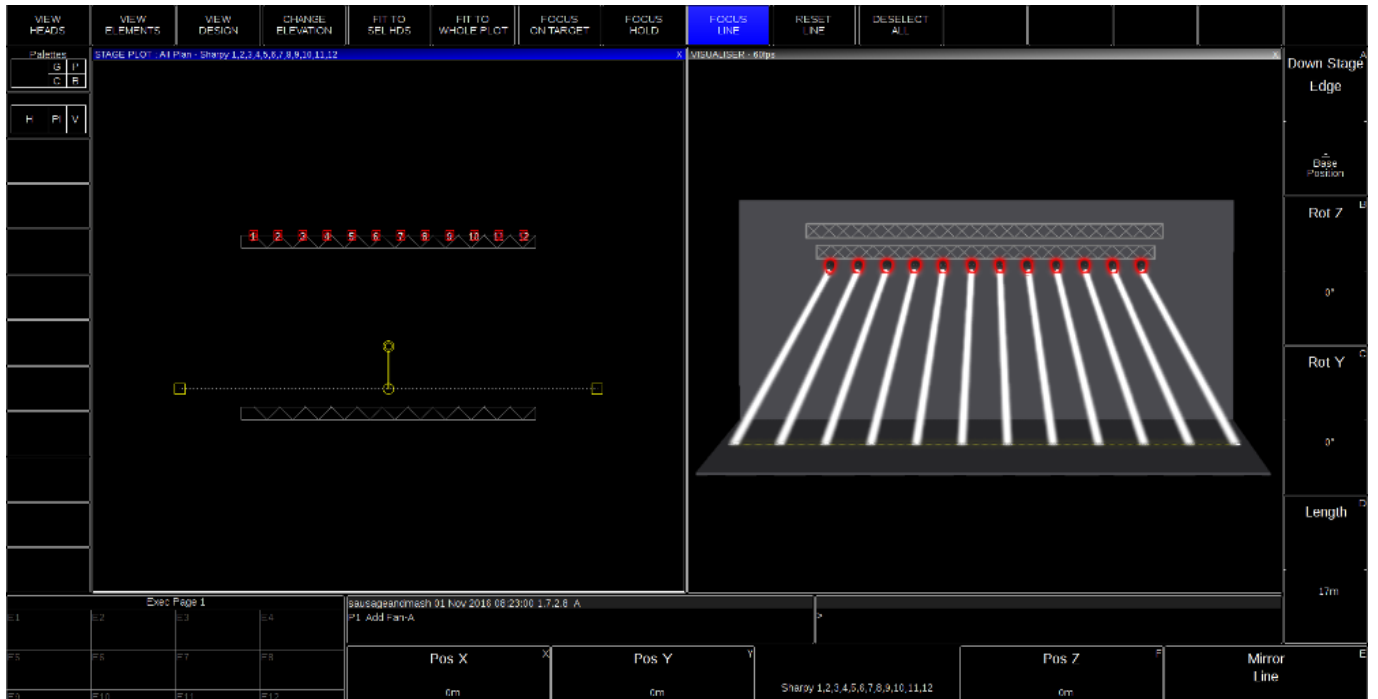 VIEW HEADS
VIEW ELEMENTS
VIEW DESIGN
CHANGE ELEVATION
FIT TO SEL HDS
FIT TO WHOLE PLOT
FOCUS ON TARGET
FOCUS HOLD
FOCUS LINE
RESET LINE
DESELECT ALL
Palettes
G P
C B
H Pl V
STAGE PLOT : All Plan - Sharpy 1,2,3,4,5,6,7,8,9,10,11,12 X
1 2 3 4 5 6 7 8 9 10 11 12
VISUALISER - 60fps X
A
Down Stage
Edge
Base
Position
Rot Z B
0°
Rot Y C
0°
Length D
17m
Exec Page 1
E1 E2 E3 E4
E5 E6 E7 E8
E9 E10 E11 E12
sausageandmash 01 Nov 2016 08:23:00 1.7.2.8 A
P1 Add Fan-A
>
Pos X X
0m
Pos Y Y
0m
Sharpy 1,2,3,4,5,6,7,8,9,10,11,12
Pos Z F
0m
Mirror E
Line